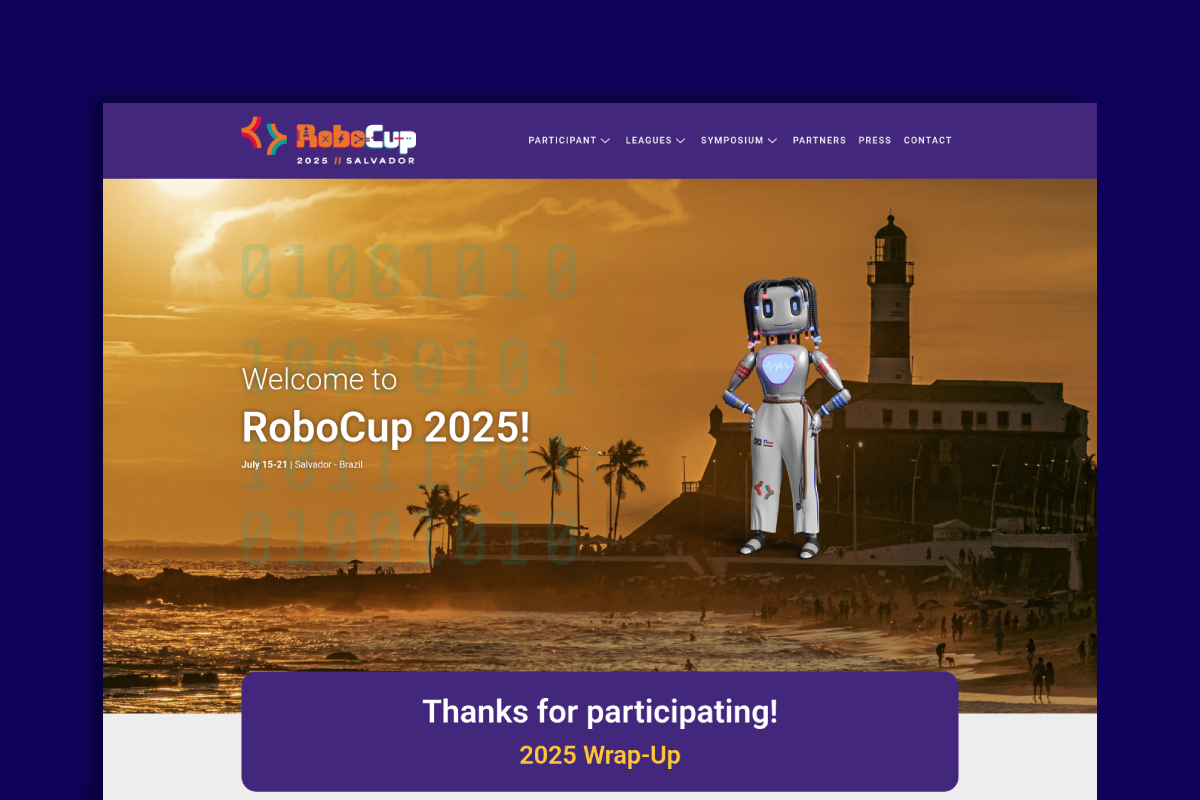 RoboCup
2025 // SALVADOR
PARTICIPANT LEAGUES SYMPOSIUM PARTNERS PRESS CONTACT
01001010
10010101
Welcome to
RoboCup 2025!
July 15-21 | Salvador - Brazil
10111001
01001010
Thanks for participating!
2025 Wrap-Up